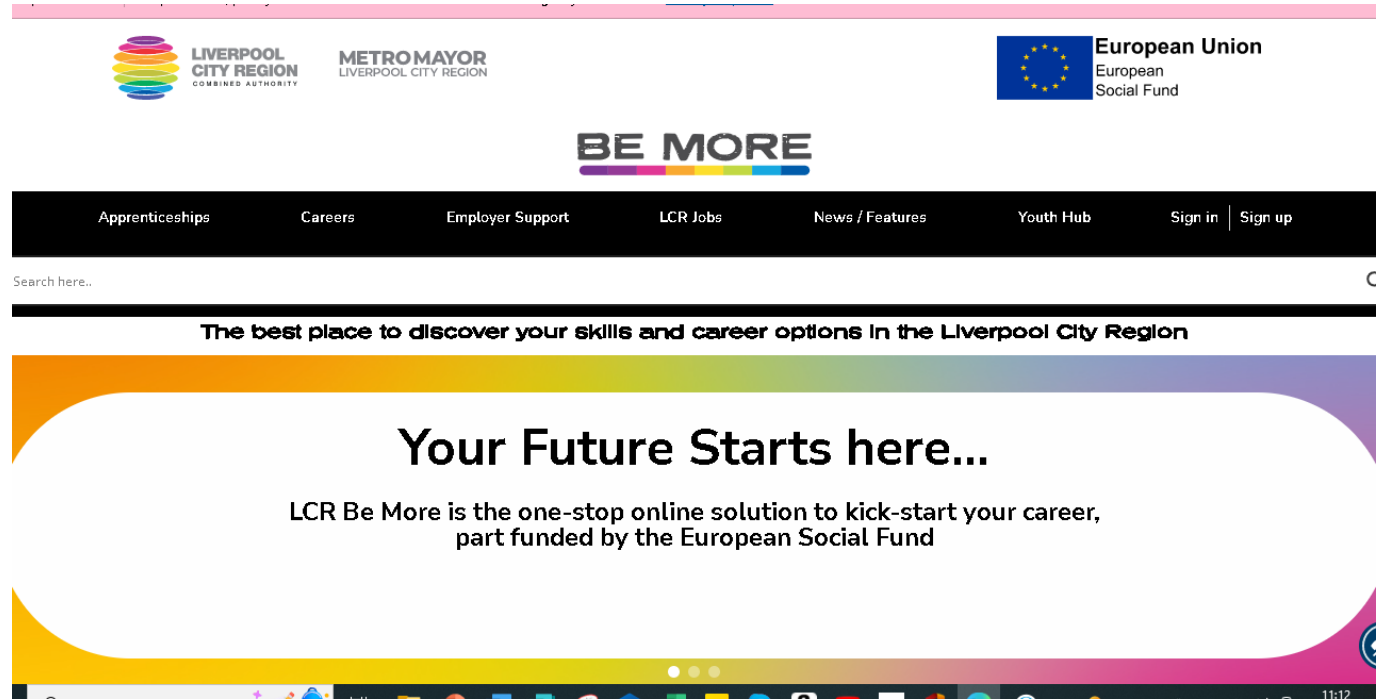 LIVERPOOL
CITY REGION
COMBINED AUTHORITY
METRO MAYOR
LIVERPOOL CITY REGION
European Union
European
Social Fund
BE MORE
Apprenticeships Careers Employer Support LCR Jobs News / Features Youth Hub Sign in Sign up
Search here..
The best place to discover your skills and career options in the Liverpool City Region
Your Future Starts here...
LCR Be More is the one-stop online solution to kick-start your career,
part funded by the European Social Fund
11:12